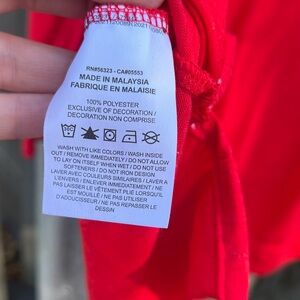 RN#56323 - CA#05553
MADE IN MALAYSIA
FABRIQUE EN MALAISIE
100% POLYESTER
EXCLUSIVE OF DECORATION /
DECORATION NON COMPRISE
WASH WITH LIKE COLORS / WASH INSIDE
OUT / REMOVE IMMEDIATELY / DO NOT ALLOW
TO LAY ON ITSELF WHEN WET / DO NOT USE
SOFTENERS / DO NOT IRON DESIGN
LAVER AVEC COULEURS SIMILAIRES / LAVER A
L'ENVERS / ENLEVER IMMEDIATEMENT / NE
PAS LAISSER LE VÊTEMENT PLIE LORSQU'IL
EST MOUILLE / NE PAS UTILISER
D'ADOUCISSEUR / NE PAS REPASSER LE
DESSIN